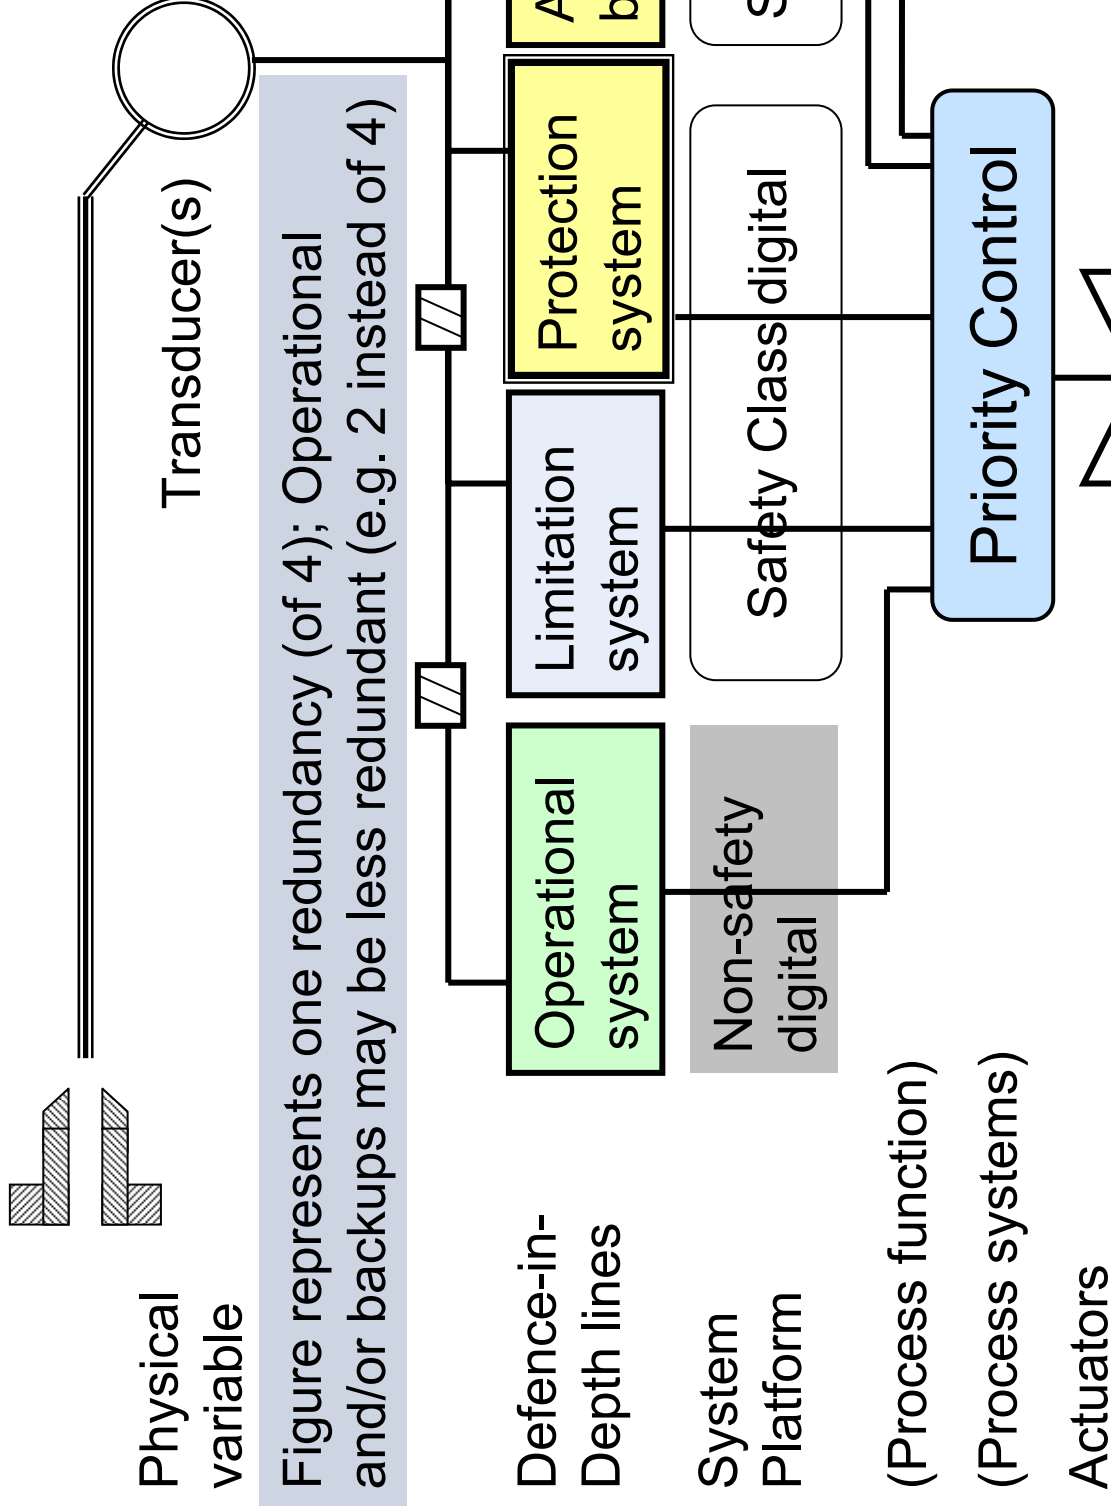 Physical
variable
Transducer(s)
Figure represents one redundancy (of 4); Operational
and/or backups may be less redundant (e.g. 2 instead of 4)
Defence-in-
Depth lines
Operational
system
Limitation
system
Protection
system
A
b
System
Platform
Non-safety
digital
Safety Class digital
S
(Process function)
(Process systems)
Priority Control
Actuators